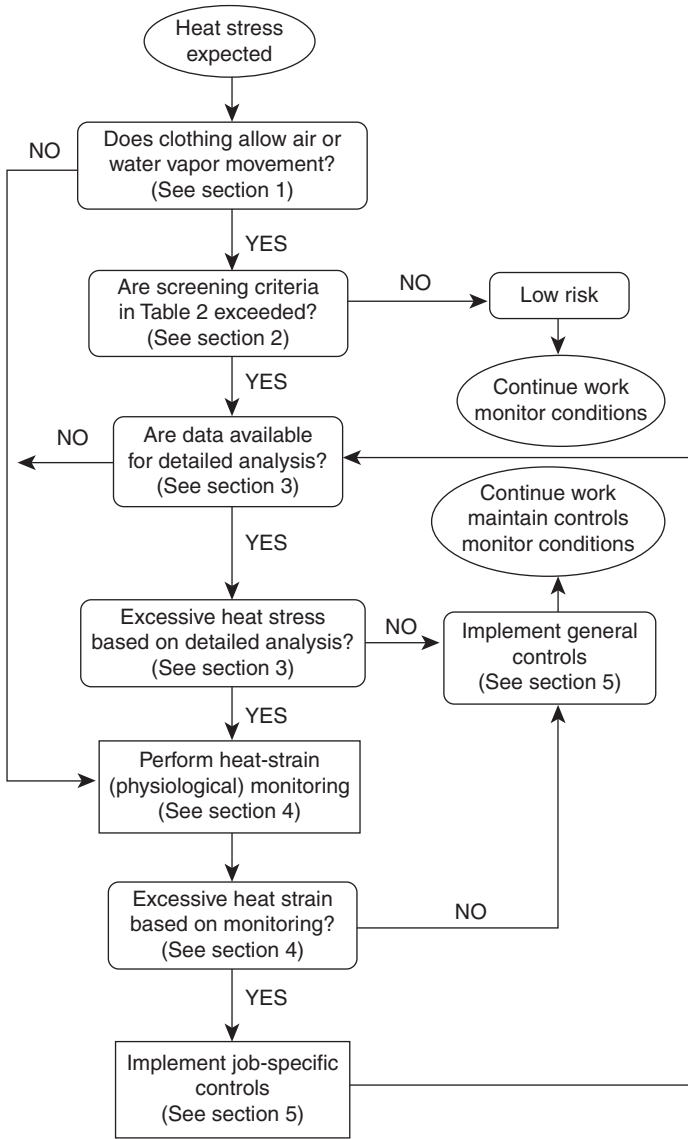 Heat stress
expected
Does clothing allow air or
water vapor movement?
(See section 1)
NO
YES
Are screening criteria
in Table 2 exceeded?
(See section 2)
NO
Low risk
Continue work
monitor conditions
YES
Are data available
for detailed analysis?
(See section 3)
NO
Continue work
maintain controls
monitor conditions
YES
Excessive heat stress
based on detailed analysis?
(See section 3)
NO
Implement general
controls
(See section 5)
YES
Perform heat-strain
(physiological) monitoring
(See section 4)
Excessive heat strain
based on monitoring?
(See section 4)
NO
YES
Implement job-specific
controls
(See section 5)